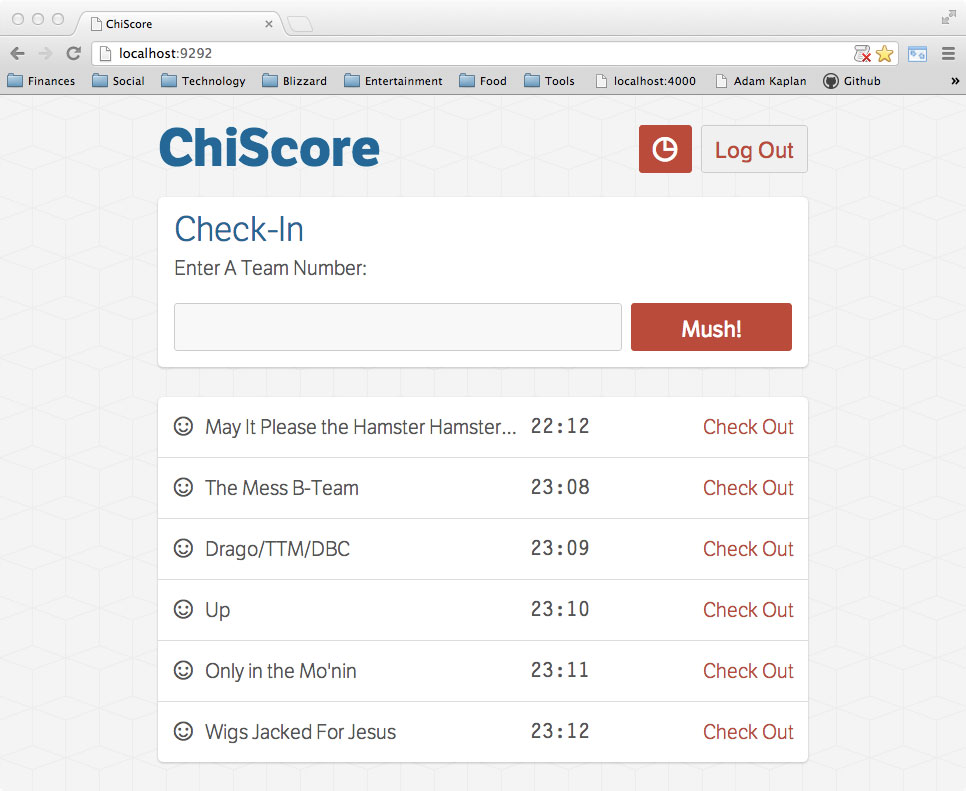 ChiScore
localhost:9292
Finances Social Technology Blizzard Entertainment Food Tools localhost:4000 Adam Kaplan Github »
ChiScore
Log Out
Check-In
Enter A Team Number:
Mush!
May It Please the Hamster Hamster... 22:12 Check Out
The Mess B-Team 23:08 Check Out
Drago/TTM/DBC 23:09 Check Out
Up 23:10 Check Out
Only in the Mo'nin 23:11 Check Out
Wigs Jacked For Jesus 23:12 Check Out